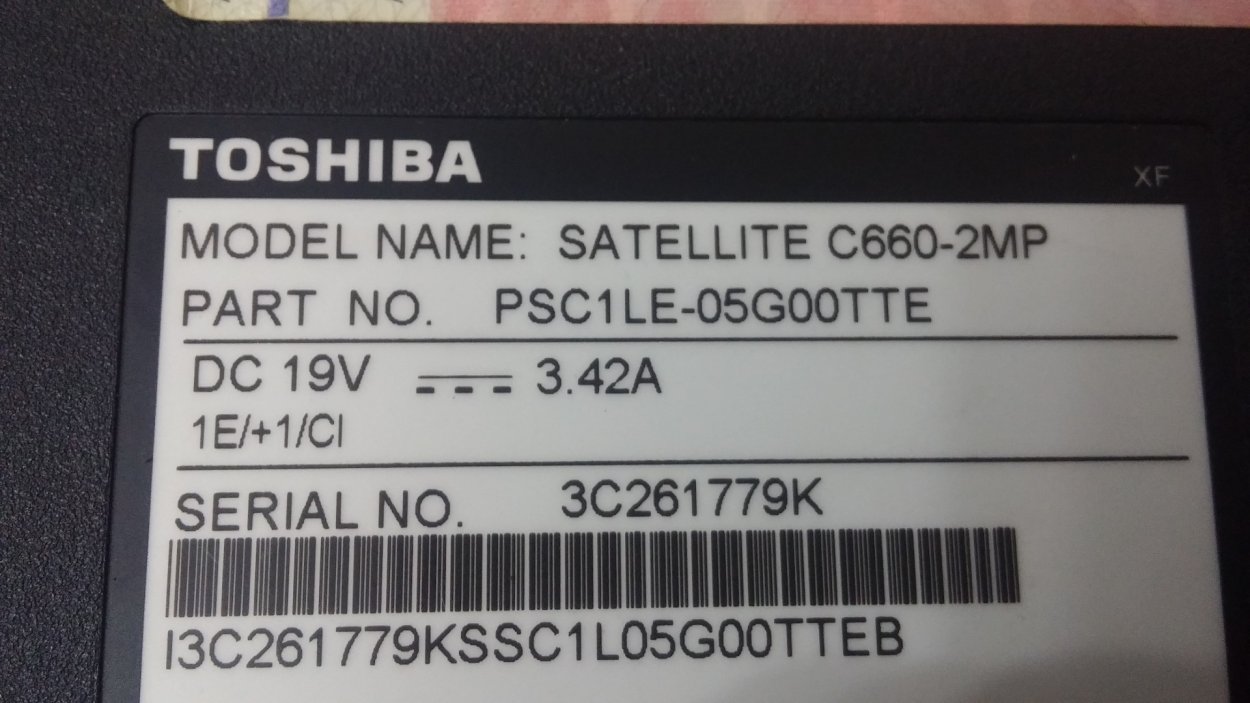 TOSHIBA
XF
MODEL NAME: SATELLITE C660-2MP
PART NO. PSC1LE-05G00TTE
DC 19V ⎓ 3.42A
1E/+1/CI
SERIAL NO. 3C261779K
I3C261779KSSC1L05G00TTEB